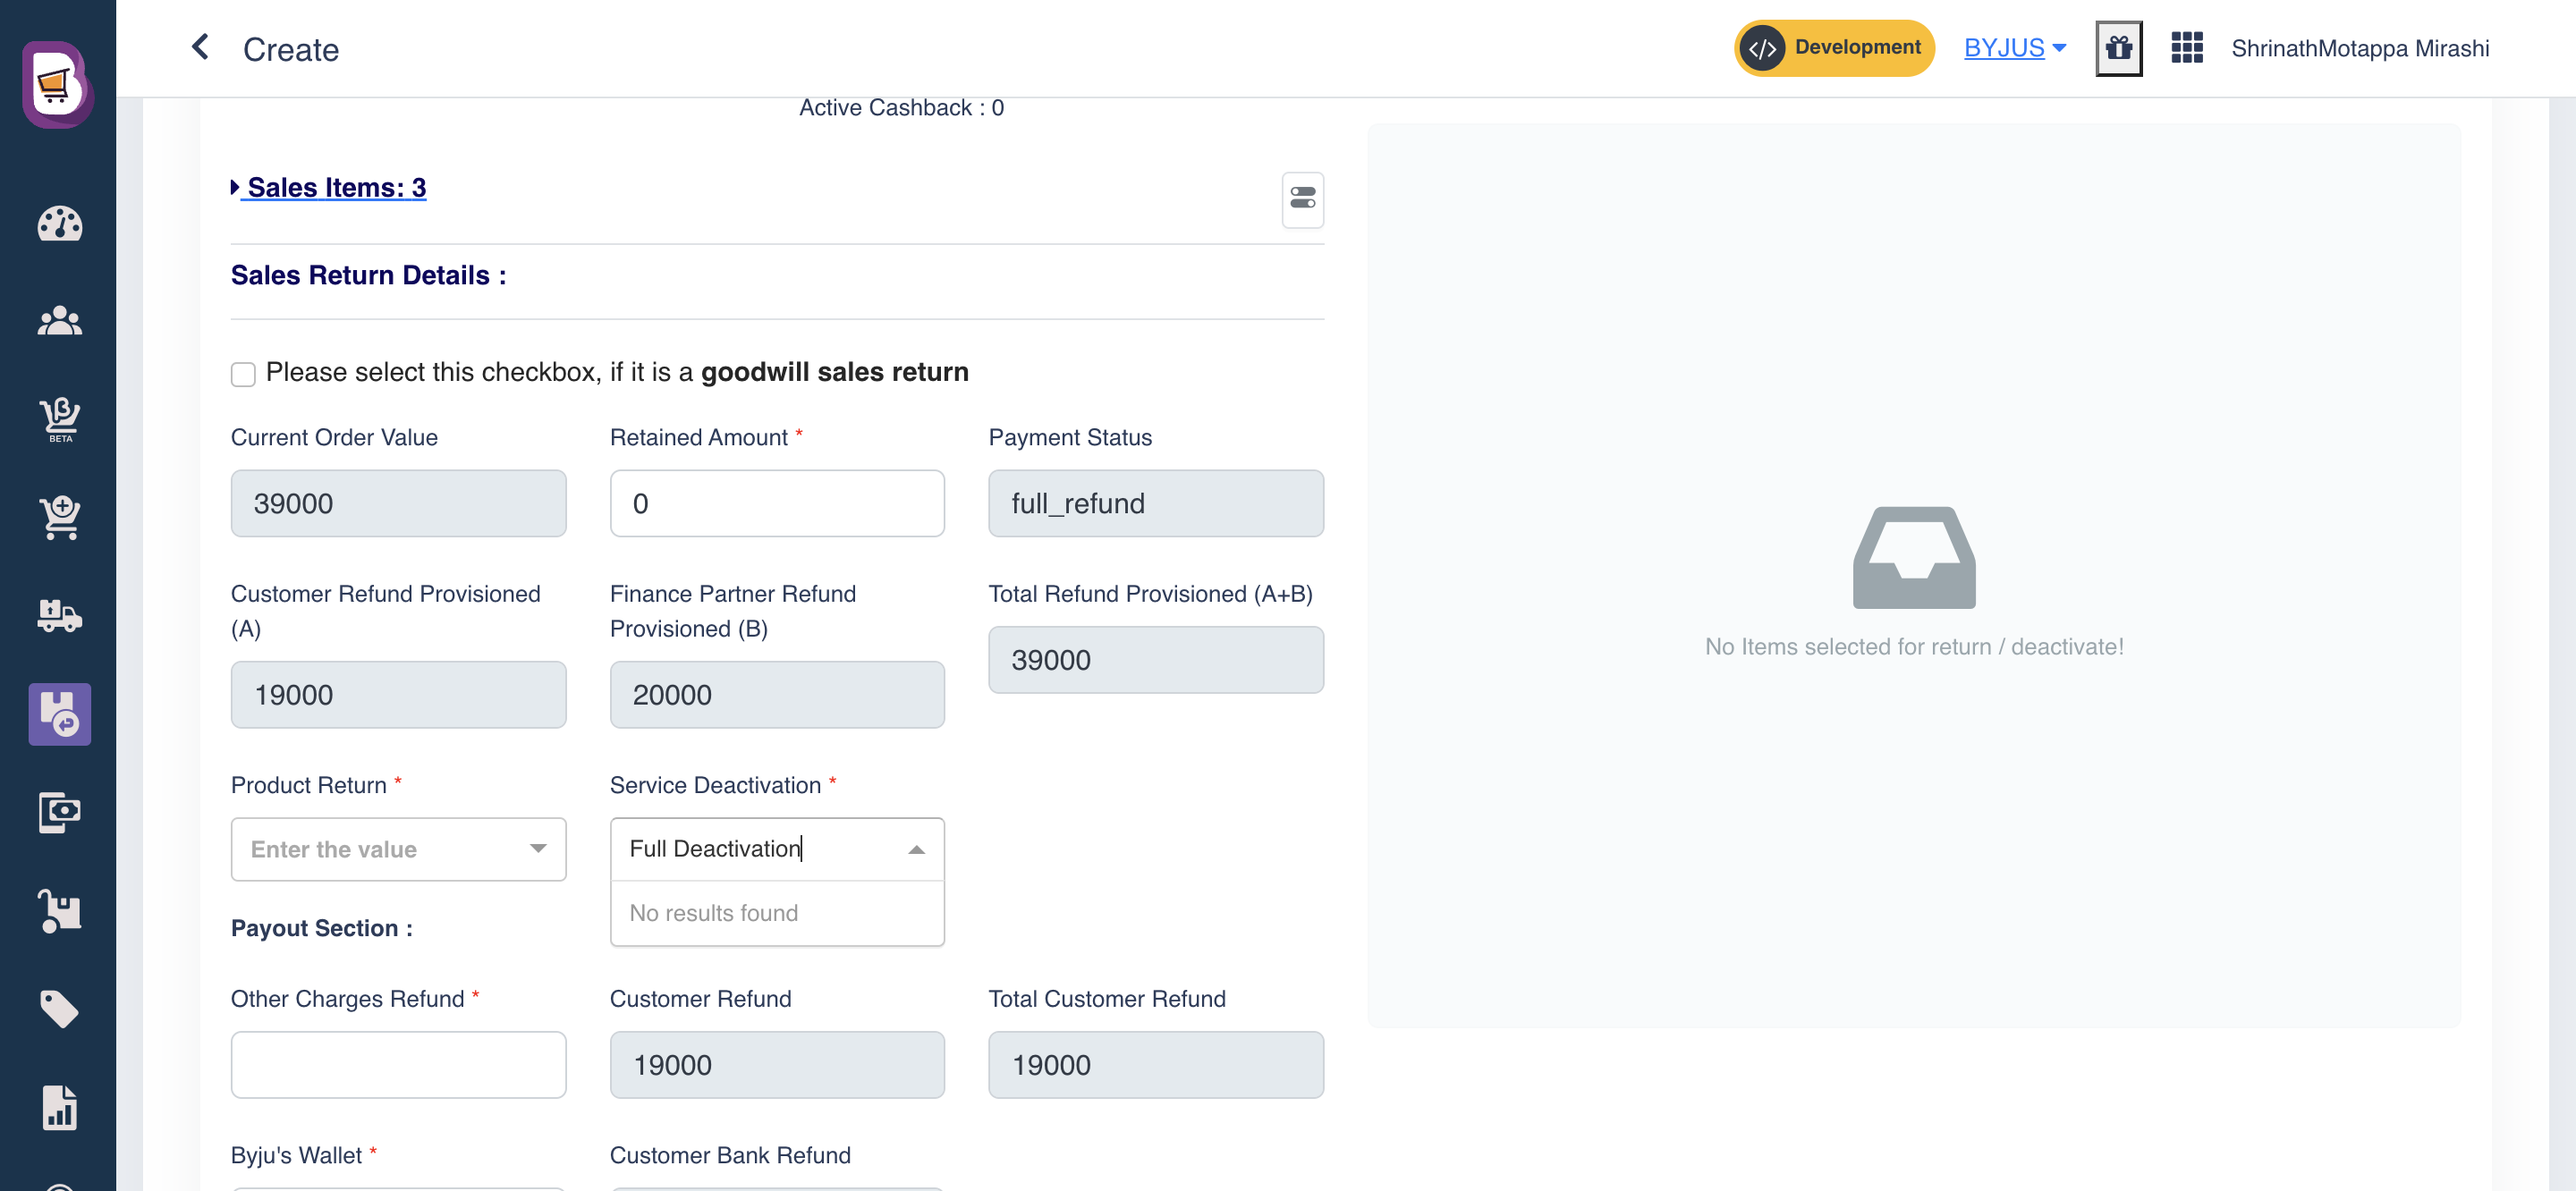 Create
Development
BYJUS
ShrinathMotappa Mirashi
Active Cashback : 0
Sales Items: 3
Sales Return Details :
Please select this checkbox, if it is a goodwill sales return
Current Order Value
Retained Amount *
Payment Status
39000
0
full_refund
Customer Refund Provisioned
(A)
Finance Partner Refund
Provisioned (B)
Total Refund Provisioned (A+B)
19000
20000
39000
Product Return *
Service Deactivation *
Enter the value
Full Deactivation
No results found
Payout Section :
Other Charges Refund *
Customer Refund
Total Customer Refund
19000
19000
Byju's Wallet *
Customer Bank Refund
No Items selected for return / deactivate!
β
BETA